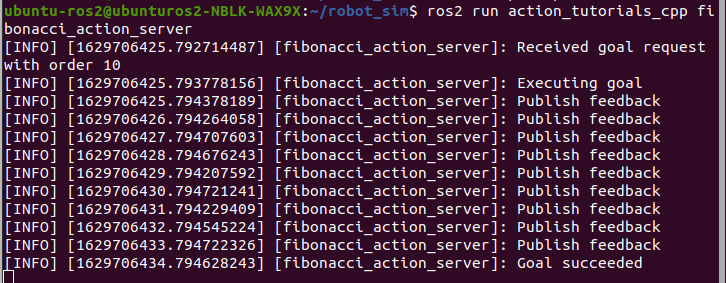 ubuntu-ros2@ubunturos2-NBLK-WAX9X:~/robot_sim$ ros2 run action_tutorials_cpp fi
bonacci_action_server
[INFO] [1629706425.792714487] [fibonacci_action_server]: Received goal request
with order 10
[INFO] [1629706425.793778156] [fibonacci_action_server]: Executing goal
[INFO] [1629706425.794378189] [fibonacci_action_server]: Publish feedback
[INFO] [1629706426.794264058] [fibonacci_action_server]: Publish feedback
[INFO] [1629706427.794707603] [fibonacci_action_server]: Publish feedback
[INFO] [1629706428.794676243] [fibonacci_action_server]: Publish feedback
[INFO] [1629706429.794207592] [fibonacci_action_server]: Publish feedback
[INFO] [1629706430.794721241] [fibonacci_action_server]: Publish feedback
[INFO] [1629706431.794229409] [fibonacci_action_server]: Publish feedback
[INFO] [1629706432.794545224] [fibonacci_action_server]: Publish feedback
[INFO] [1629706433.794722326] [fibonacci_action_server]: Publish feedback
[INFO] [1629706434.794628243] [fibonacci_action_server]: Goal succeeded